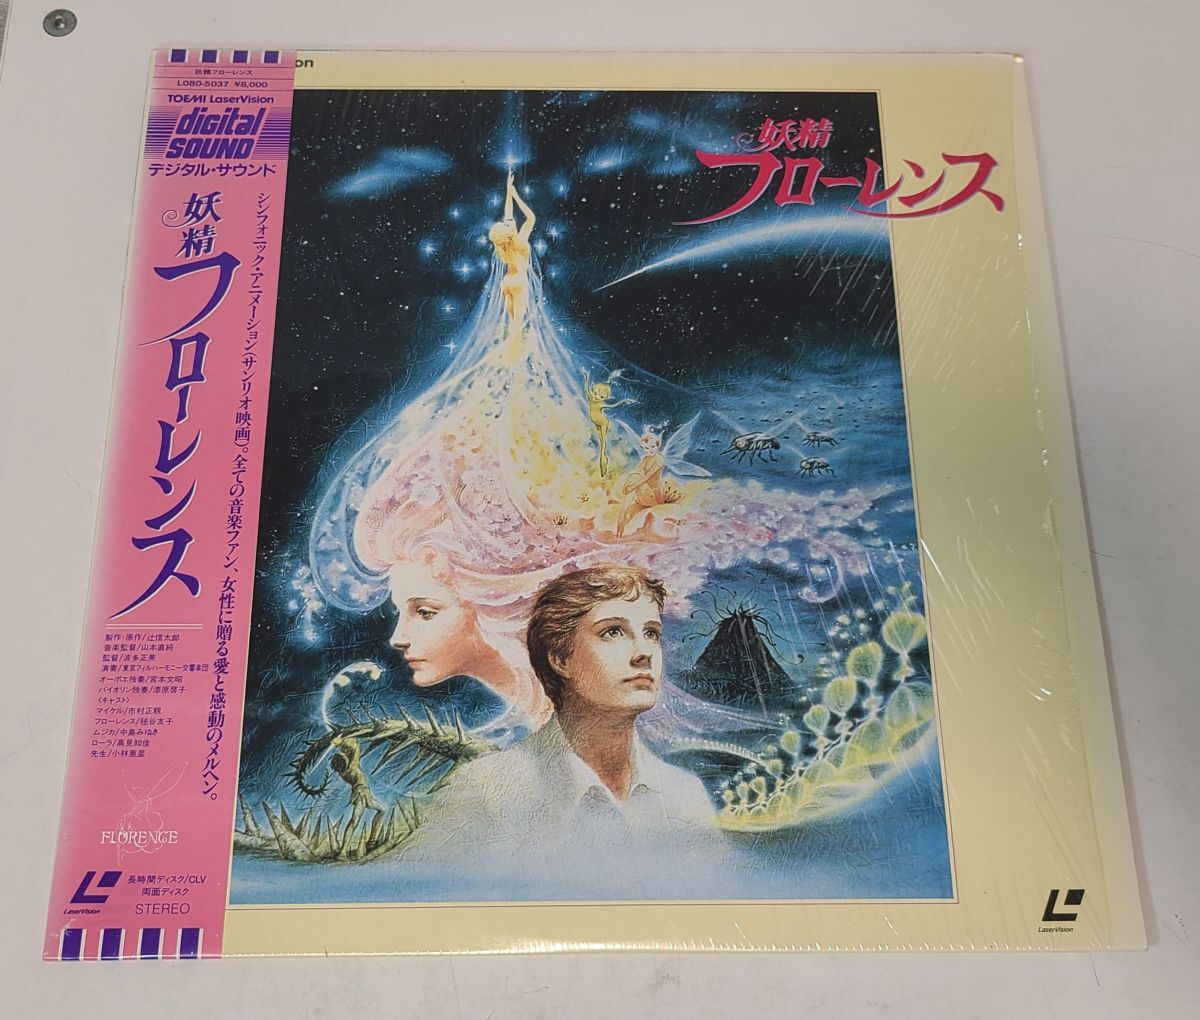 妖精フローレンス
LO80-5037 ¥8,000
TOEMI LaserVision
digital
SOUND
デジタル・サウンド
妖精
フローレンス
シンフォニック・アニメーション(サンリオ映画)。全ての音楽ファン、女性に贈る愛と感動のメルヘン。
製作・原作/辻信太郎
音楽監督/山本直純
監督/波多正美
演奏/東京フィルハーモニー交響楽団
オーボエ独奏/宮本文昭
バイオリン独奏/漆原啓子
〈キャスト〉
マイケル/市村正親
フローレンス/毬谷友子
ムジカ/中島みゆき
ローラ/高見知佳
先生/小林亜星
FLORENCE
LaserVision
長時間ディスク/CLV
両面ディスク
STEREO
on
妖精
フローレンス
LaserVision